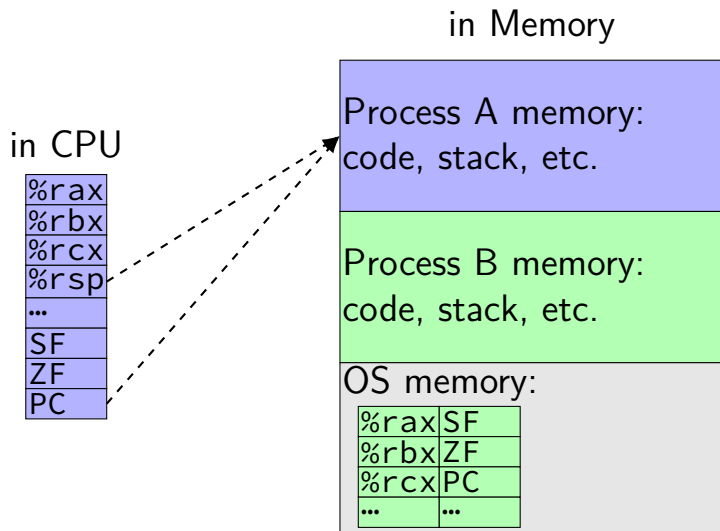 in Memory
Process A memory:
code, stack, etc.
in CPU
%rax
%rbx
%rcx
%rsp
…
SF
ZF
PC
Process B memory:
code, stack, etc.
OS memory:
%rax SF
%rbx ZF
%rcx PC
… …